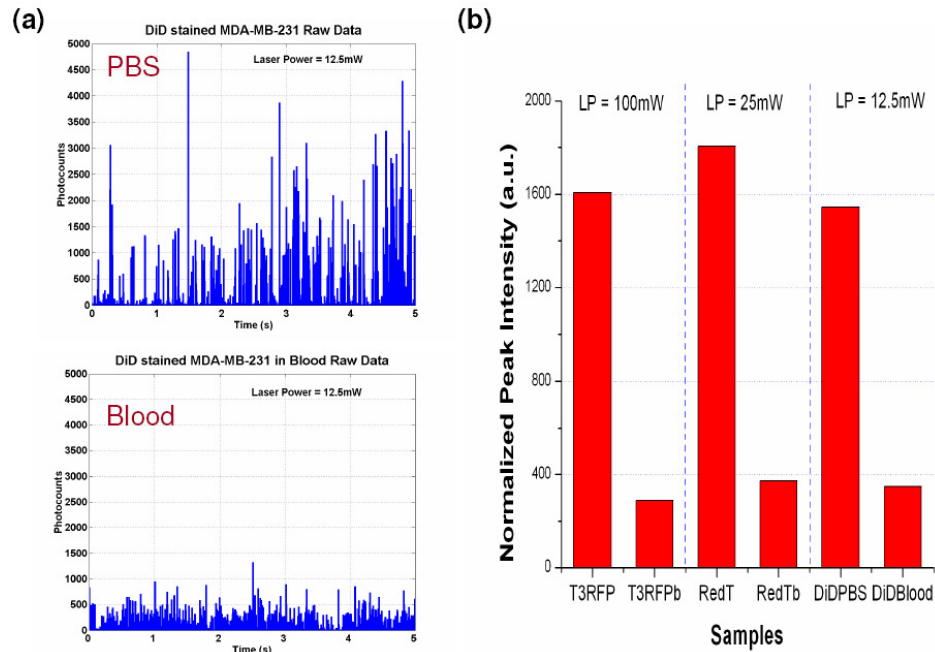 (a)
DiD stained MDA-MB-231 Raw Data
PBS
Laser Power = 12.5mW
Photocounts
5000
4500
4000
3500
3000
2500
2000
1500
1000
500
0
0 1 2 3 4 5
Time (s)
DiD stained MDA-MB-231 in Blood Raw Data
Blood
Laser Power = 12.5mW
Photocounts
5000
4500
4000
3500
3000
2500
2000
1500
1000
500
0
0 1 2 3 4 5
Time (s)
(b)
LP = 100mW LP = 25mW LP = 12.5mW
Normalized Peak Intensity (a.u.)
2000
1600
1200
800
400
0
T3RFP T3RFPb RedT RedTb DiDPBS DiDBlood
Samples